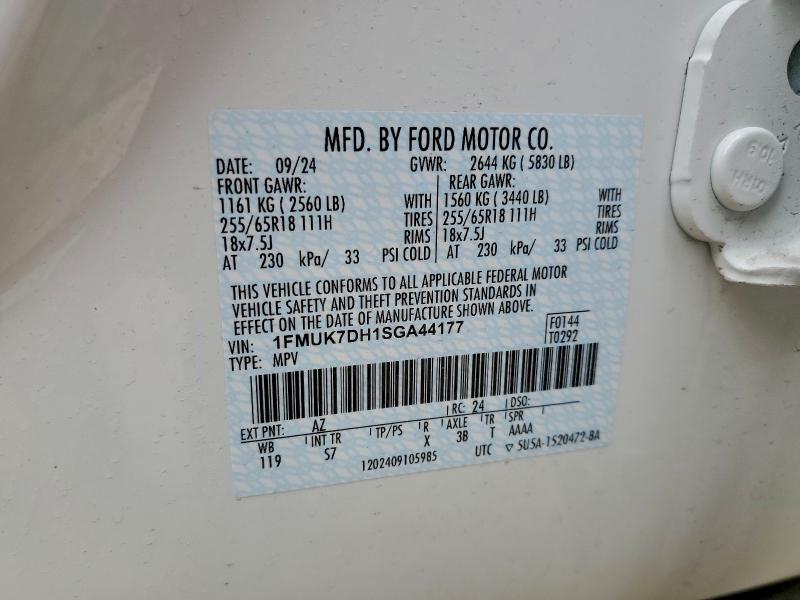 MFD. BY FORD MOTOR CO.
DATE: 09/24 GVWR: 2644 KG ( 5830 LB)
FRONT GAWR: REAR GAWR:
1161 KG ( 2560 LB) WITH 1560 KG ( 3440 LB) WITH
255/65R18 111H TIRES 255/65R18 111H TIRES
18x7.5J RIMS 18x7.5J RIMS
AT 230 kPa/ 33 PSI COLD AT 230 kPa/ 33 PSI COLD
THIS VEHICLE CONFORMS TO ALL APPLICABLE FEDERAL MOTOR
VEHICLE SAFETY AND THEFT PREVENTION STANDARDS IN
EFFECT ON THE DATE OF MANUFACTURE SHOWN ABOVE.
VIN: 1FMUK7DH1SGA44177 F0144
TYPE: MPV T0292
EXT PNT: AZ RC: 24 DSO:
WB INT TR TP/PS R AXLE TR SPR
119 S7 X 3B T AAAA
1202409105985 UTC ▽ 5U5A-1520472-BA